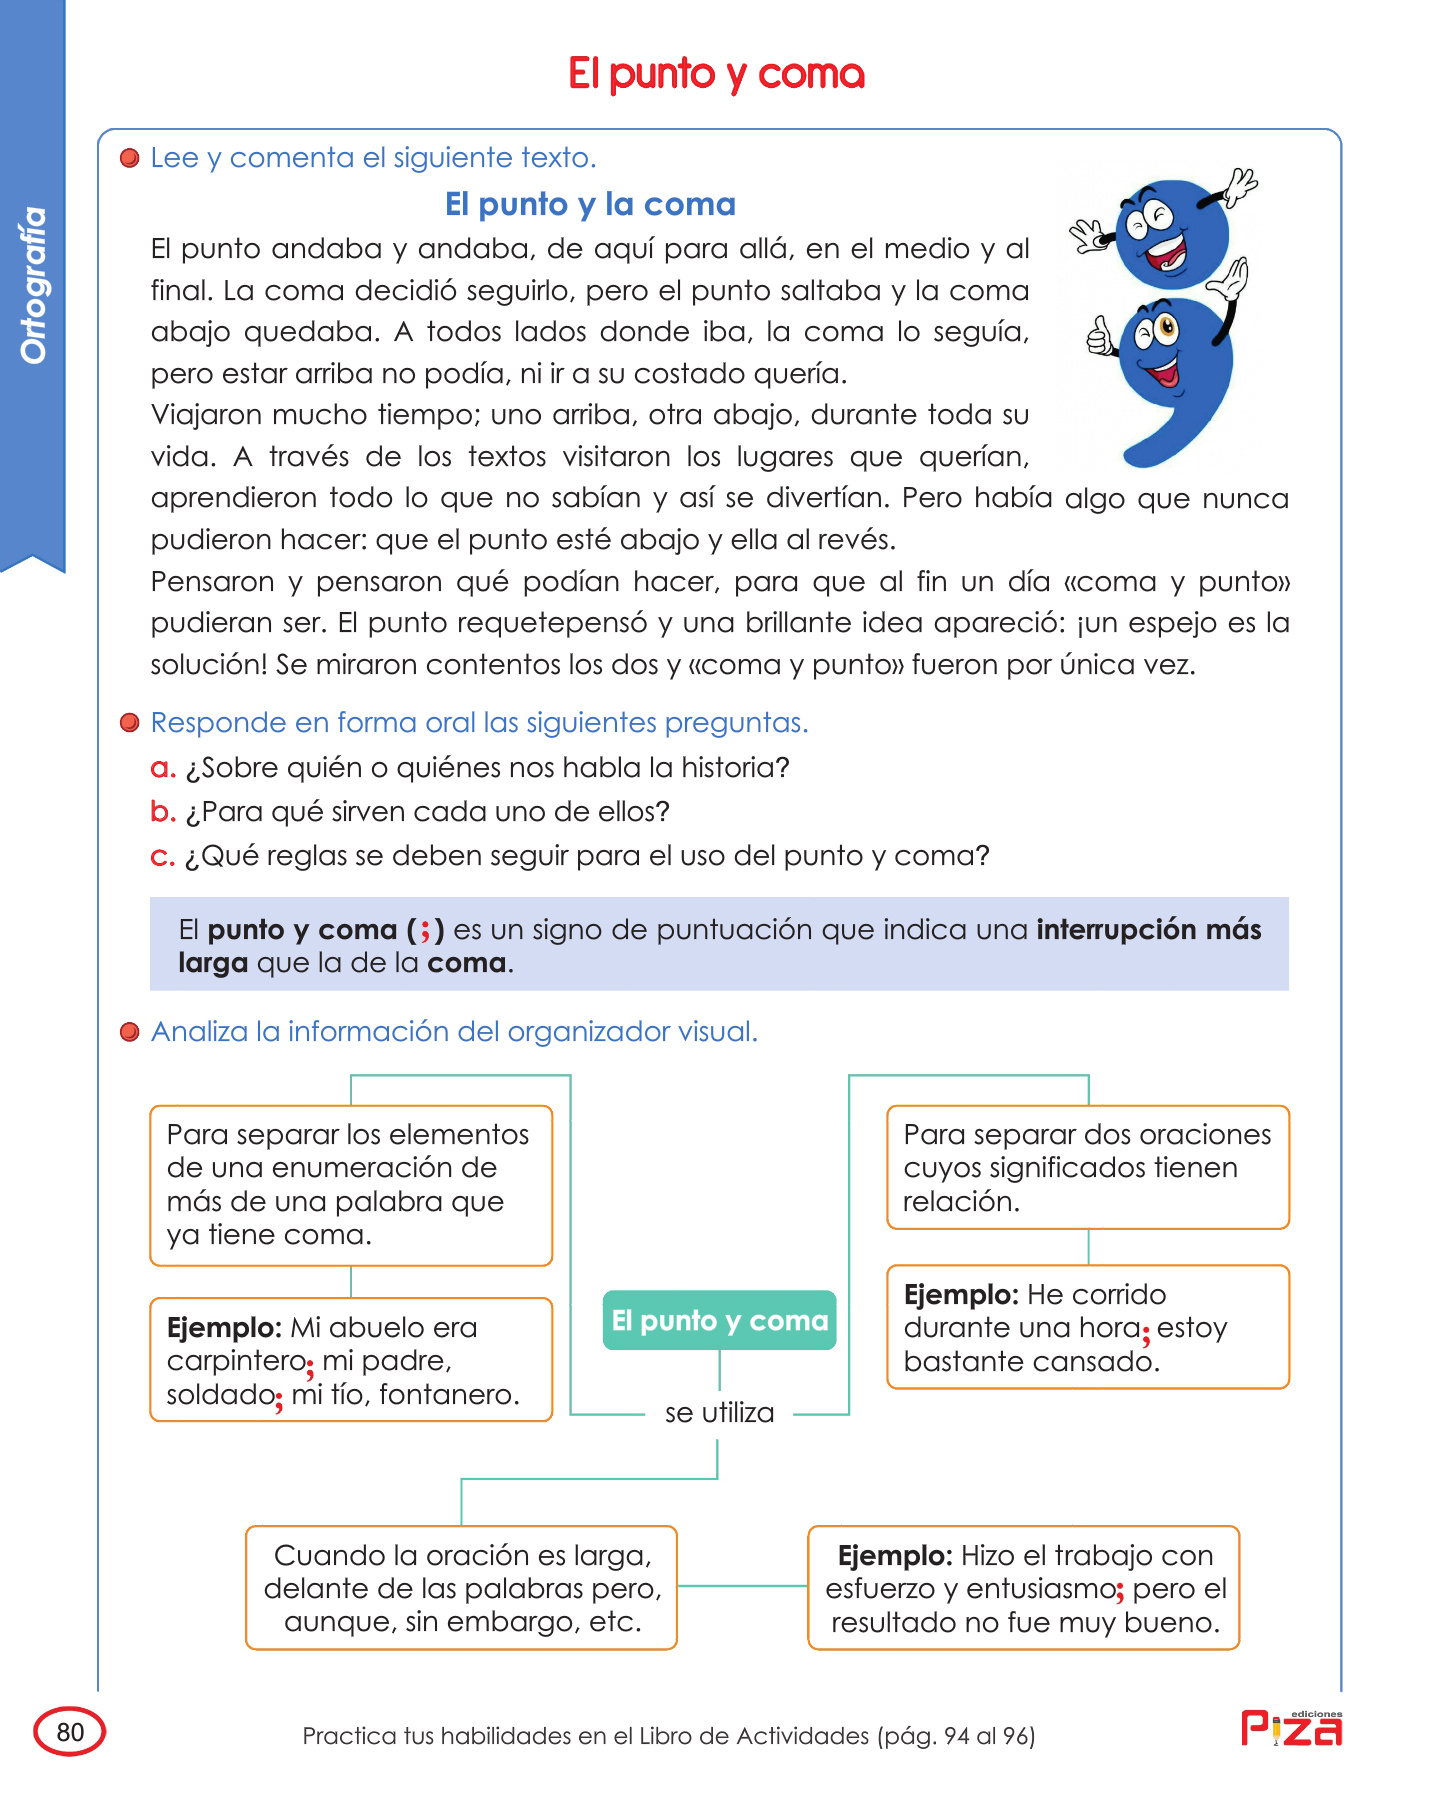 El punto y coma
Ortografía
Lee y comenta el siguiente texto.
El punto y la coma
El punto andaba y andaba, de aquí para allá, en el medio y al
final. La coma decidió seguirlo, pero el punto saltaba y la coma
abajo quedaba. A todos lados donde iba, la coma lo seguía,
pero estar arriba no podía, ni ir a su costado quería.
Viajaron mucho tiempo; uno arriba, otra abajo, durante toda su
vida. A través de los textos visitaron los lugares que querían,
aprendieron todo lo que no sabían y así se divertían. Pero había algo que nunca
pudieron hacer: que el punto esté abajo y ella al revés.
Pensaron y pensaron qué podían hacer, para que al fin un día «coma y punto»
pudieran ser. El punto requetepensó y una brillante idea apareció: ¡un espejo es la
solución! Se miraron contentos los dos y «coma y punto» fueron por única vez.
Responde en forma oral las siguientes preguntas.
a. ¿Sobre quién o quiénes nos habla la historia?
b. ¿Para qué sirven cada uno de ellos?
c. ¿Qué reglas se deben seguir para el uso del punto y coma?
El punto y coma (;) es un signo de puntuación que indica una interrupción más
larga que la de la coma.
Analiza la información del organizador visual.
Para separar los elementos
de una enumeración de
más de una palabra que
ya tiene coma.
Ejemplo: Mi abuelo era
carpintero; mi padre,
soldado; mi tío, fontanero.
El punto y coma
se utiliza
Para separar dos oraciones
cuyos significados tienen
relación.
Ejemplo: He corrido
durante una hora; estoy
bastante cansado.
Cuando la oración es larga,
delante de las palabras pero,
aunque, sin embargo, etc.
Ejemplo: Hizo el trabajo con
esfuerzo y entusiasmo; pero el
resultado no fue muy bueno.
80
Practica tus habilidades en el Libro de Actividades (pág. 94 al 96)
ediciones
Piza